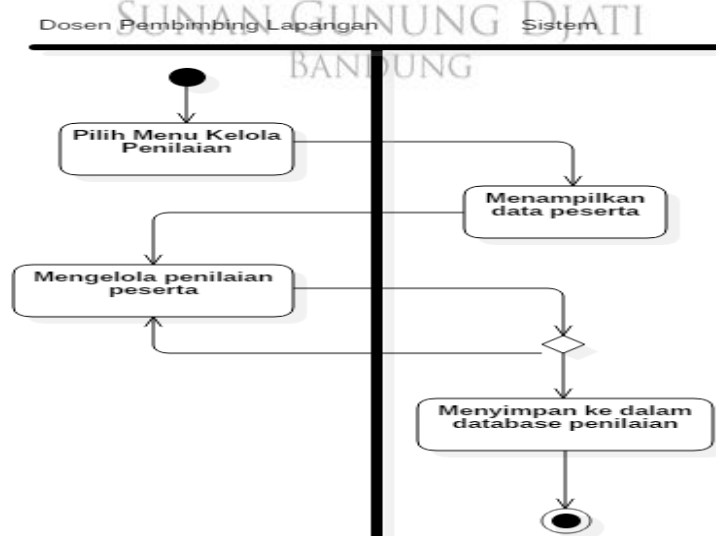 SUNAN GUNUNG DJATI
BANDUNG
Dosen Pembimbing Lapangan
Sistem
Pilih Menu Kelola
Penilaian
Menampilkan
data peserta
Mengelola penilaian
peserta
Menyimpan ke dalam
database penilaian